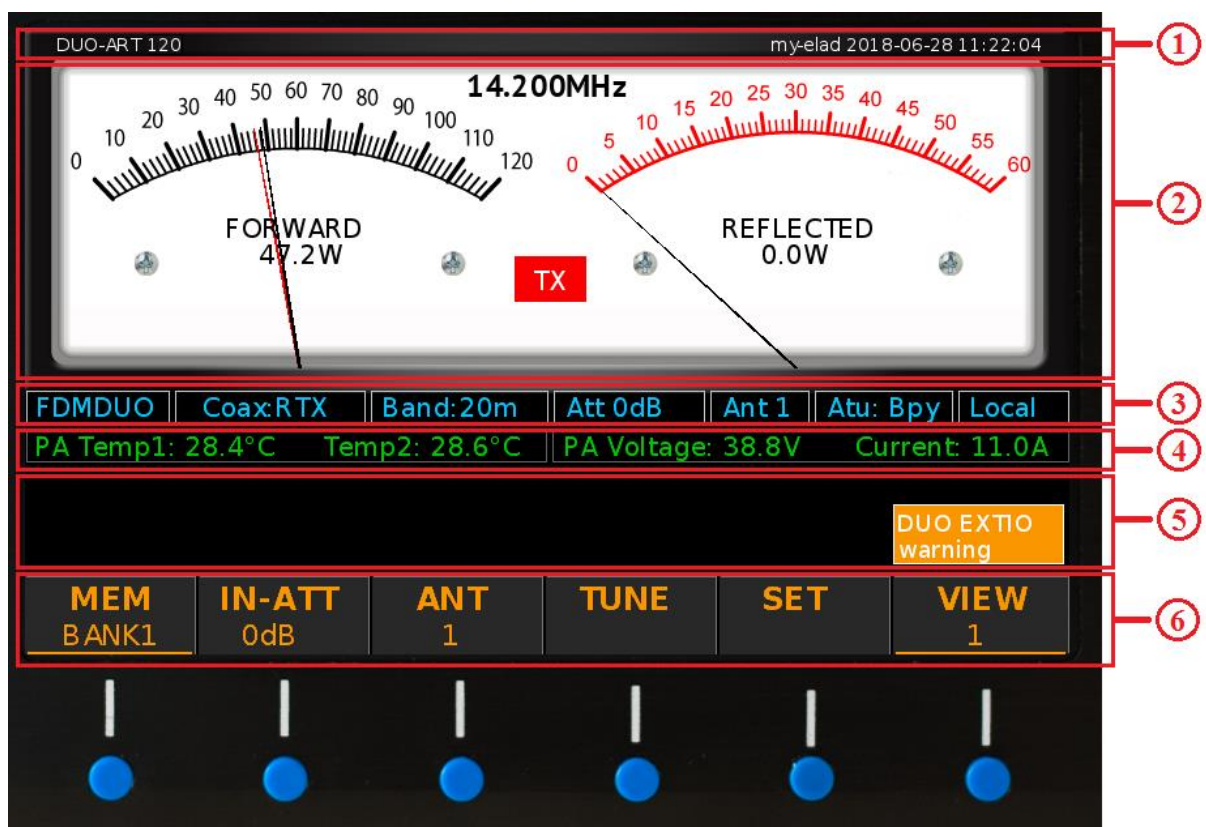 DUO-ART 120 my-elad 2018-06-28 11:22:04
1
14.200MHz
0 10 20 30 40 50 60 70 80 90 100 110 120
0 5 10 15 20 25 30 35 40 45 50 55 60
FORWARD REFLECTED
47.2W 0.0W
TX
2
FDMDUO Coax:RTX Band:20m Att 0dB Ant 1 Atu: Bpy Local
3
PA Temp1: 28.4°C Temp2: 28.6°C PA Voltage: 38.8V Current: 11.0A
4
DUO EXTIO
warning
5
MEM IN-ATT ANT TUNE SET VIEW
BANK1 0dB 1 1
6